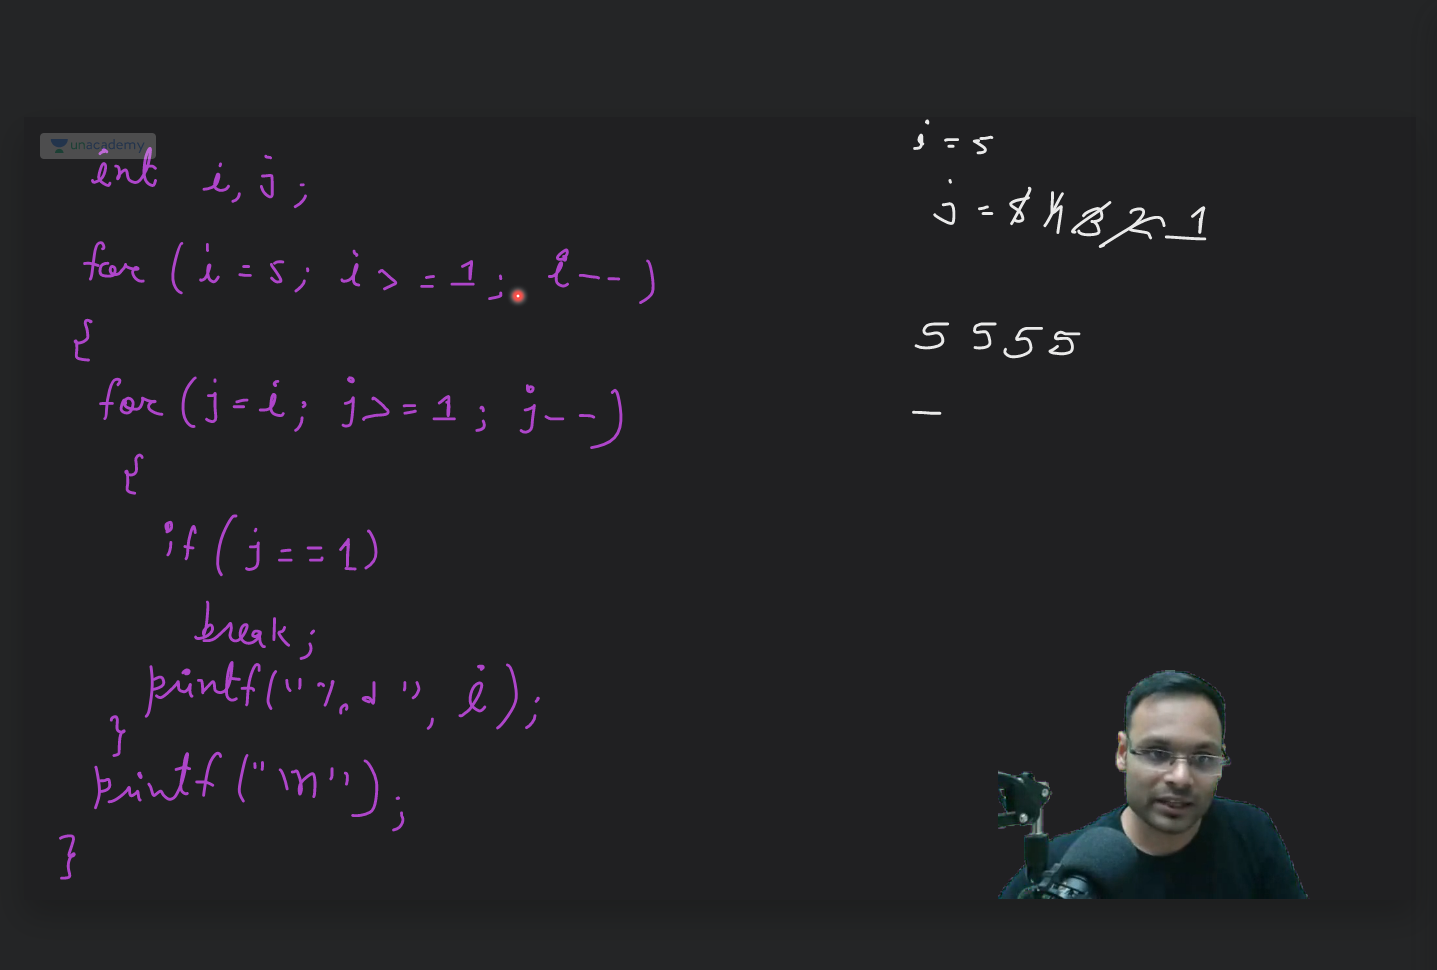 unacademy
int i, j;
for (i = 5; i >= 1; i--)
{
for (j = i; j >= 1; j--)
{
if (j == 1)
break;
printf("%d", i);
}
printf("\n");
}
i = 5
j = 5 4 3 2 1
5 5 5 5